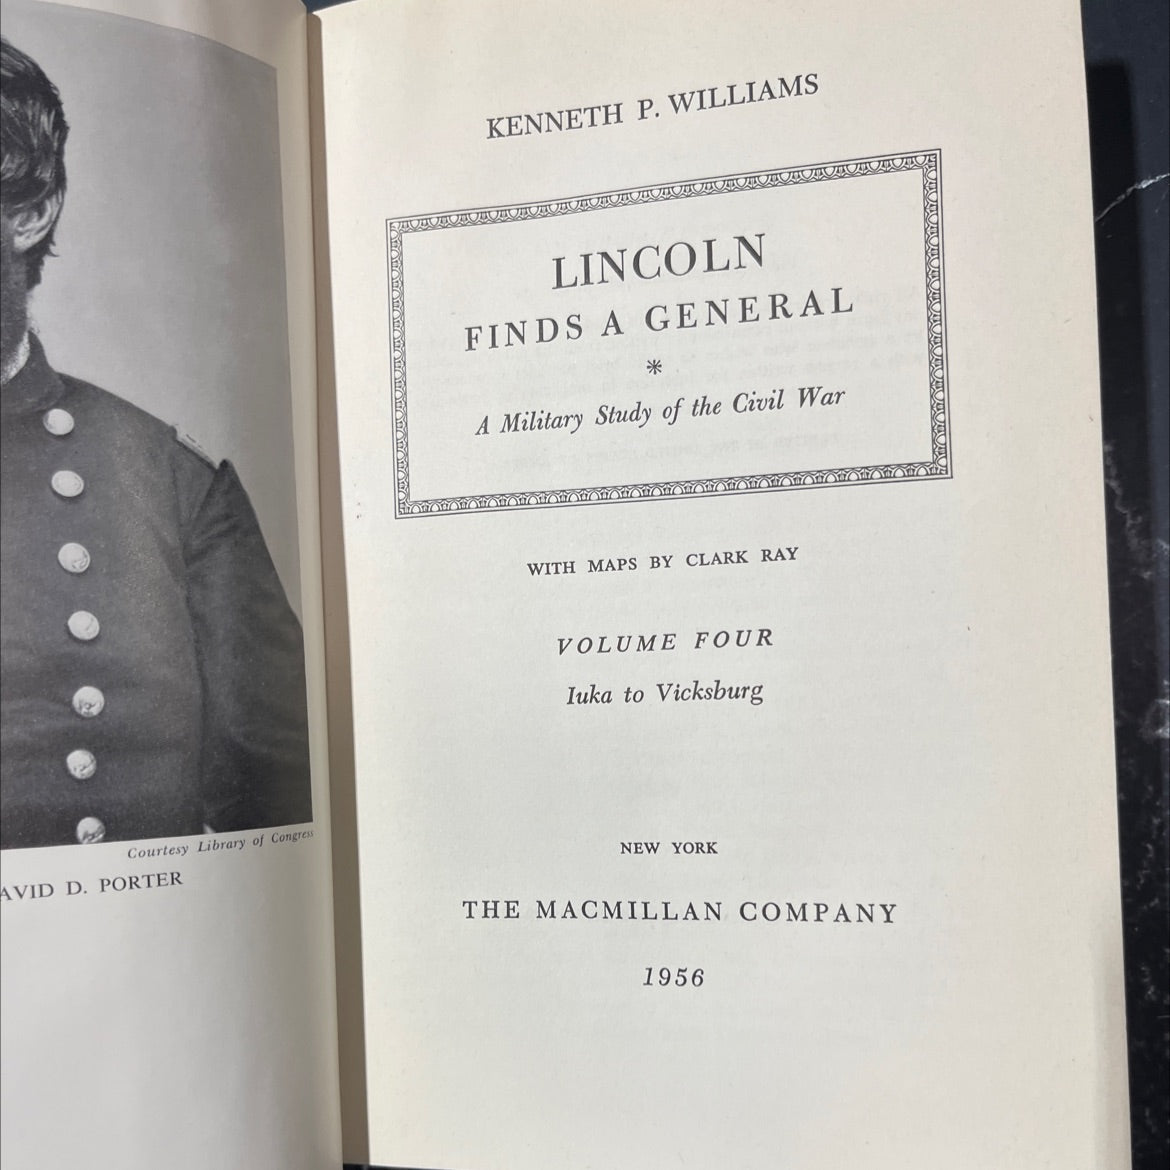 Courtesy Library of Congress
D. PORTER
KENNETH P. WILLIAMS
LINCOLN
FINDS A GENERAL
*
A Military Study of the Civil War
WITH MAPS BY CLARK RAY
VOLUME FOUR
Iuka to Vicksburg
NEW YORK
THE MACMILLAN COMPANY
1956